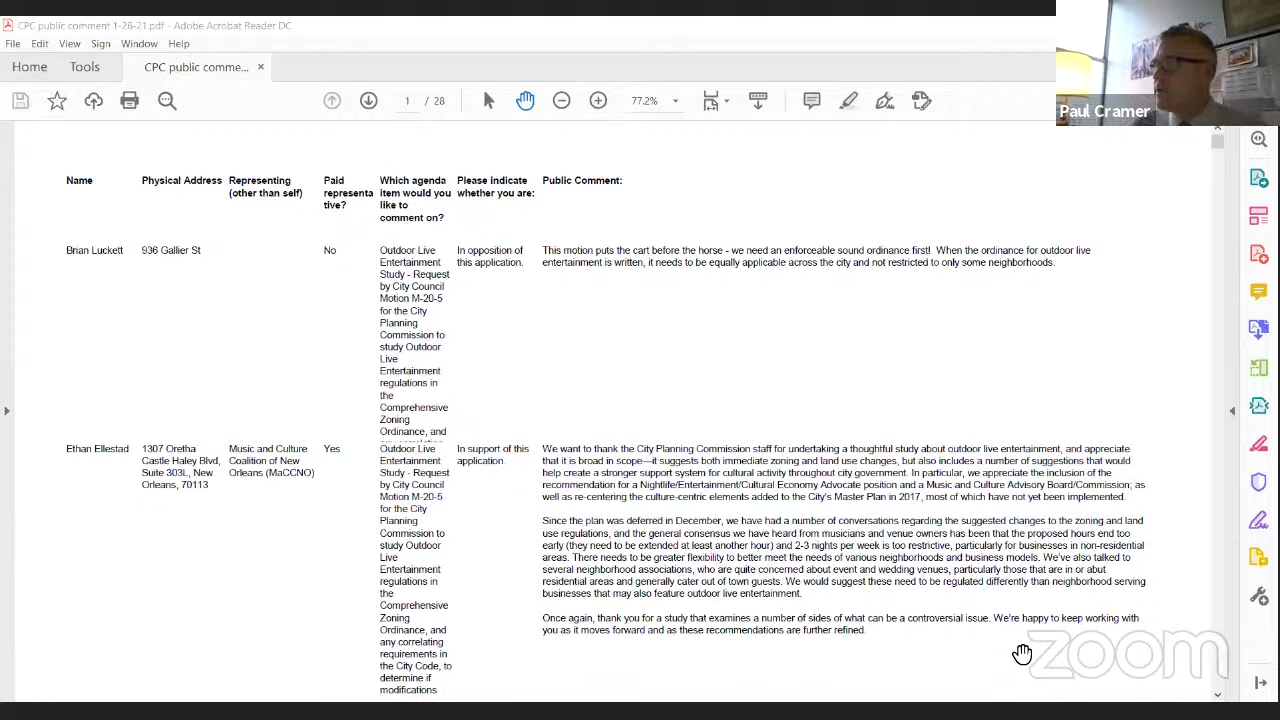 CPC public comment 1-26-21.pdf - Adobe Acrobat Reader DC
File Edit View Sign Window Help
Home Tools CPC public comme... ×
1 / 28 77.2%
Paul Cramer
Name
Physical Address
Representing
(other than self)
Paid
representa
tive?
Which agenda
item would you
like to
comment on?
Please indicate
whether you are:
Public Comment:
Brian Luckett
936 Gallier St
No
Outdoor Live
Entertainment
Study - Request
by City Council
Motion M-20-5
for the City
Planning
Commission to
study Outdoor
Live
Entertainment
regulations in
the
Comprehensive
Zoning
Ordinance, and
In opposition of
this application.
This motion puts the cart before the horse - we need an enforceable sound ordinance first! When the ordinance for outdoor live
entertainment is written, it needs to be equally applicable across the city and not restricted to only some neighborhoods.
Ethan Ellestad
1307 Oretha
Castle Haley Blvd,
Suite 303L, New
Orleans, 70113
Music and Culture
Coalition of New
Orleans (MaCCNO)
Yes
Outdoor Live
Entertainment
Study - Request
by City Council
Motion M-20-5
for the City
Planning
Commission to
study Outdoor
Live
Entertainment
regulations in
the
Comprehensive
Zoning
Ordinance, and
any correlating
requirements in
the City Code, to
determine if
modifications
In support of this
application.
We want to thank the City Planning Commission staff for undertaking a thoughtful study about outdoor live entertainment, and appreciate
that it is broad in scope—it suggests both immediate zoning and land use changes, but also includes a number of suggestions that would
help create a stronger support system for cultural activity throughout city government. In particular, we appreciate the inclusion of the
recommendation for a Nightlife/Entertainment/Cultural Economy Advocate position and a Music and Culture Advisory Board/Commission; as
well as re-centering the culture-centric elements added to the City's Master Plan in 2017, most of which have not yet been implemented.
Since the plan was deferred in December, we have had a number of conversations regarding the suggested changes to the zoning and land
use regulations, and the general consensus we have heard from musicians and venue owners has been that the proposed hours end too
early (they need to be extended at least another hour) and 2-3 nights per week is too restrictive, particularly for businesses in non-residential
areas. There needs to be greater flexibility to better meet the needs of various neighborhoods and business models. We've also talked to
several neighborhood associations, who are quite concerned about event and wedding venues, particularly those that are in or abut
residential areas and generally cater out of town guests. We would suggest these need to be regulated differently than neighborhood serving
businesses that may also feature outdoor live entertainment.
Once again, thank you for a study that examines a number of sides of what can be a controversial issue. We're happy to keep working with
you as it moves forward and as these recommendations are further refined.
zoom